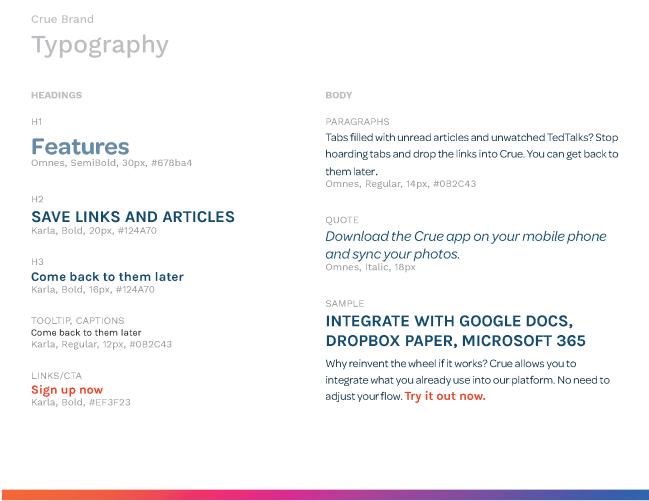 Crue Brand
Typography
HEADINGS
H1
Features
Omnes, SemiBold, 30px, #678ba4
H2
SAVE LINKS AND ARTICLES
Karla, Bold, 20px, #124A70
H3
Come back to them later
Karla, Bold, 16px, #124A70
TOOLTIP, CAPTIONS
Come back to them later
Karla, Regular, 12px, #0B2C43
LINKS/CTA
Sign up now
Karla, Bold, #EF3F23
BODY
PARAGRAPHS
Tabs filled with unread articles and unwatched TedTalks? Stop
hoarding tabs and drop the links into Crue. You can get back to
them later.
Omnes, Regular, 14px, #0B2C43
QUOTE
Download the Crue app on your mobile phone
and sync your photos.
Omnes, Italic, 18px
SAMPLE
INTEGRATE WITH GOOGLE DOCS,
DROPBOX PAPER, MICROSOFT 365
Why reinvent the wheel if it works? Crue allows you to
integrate what you already use into our platform. No need to
adjust your flow. Try it out now.